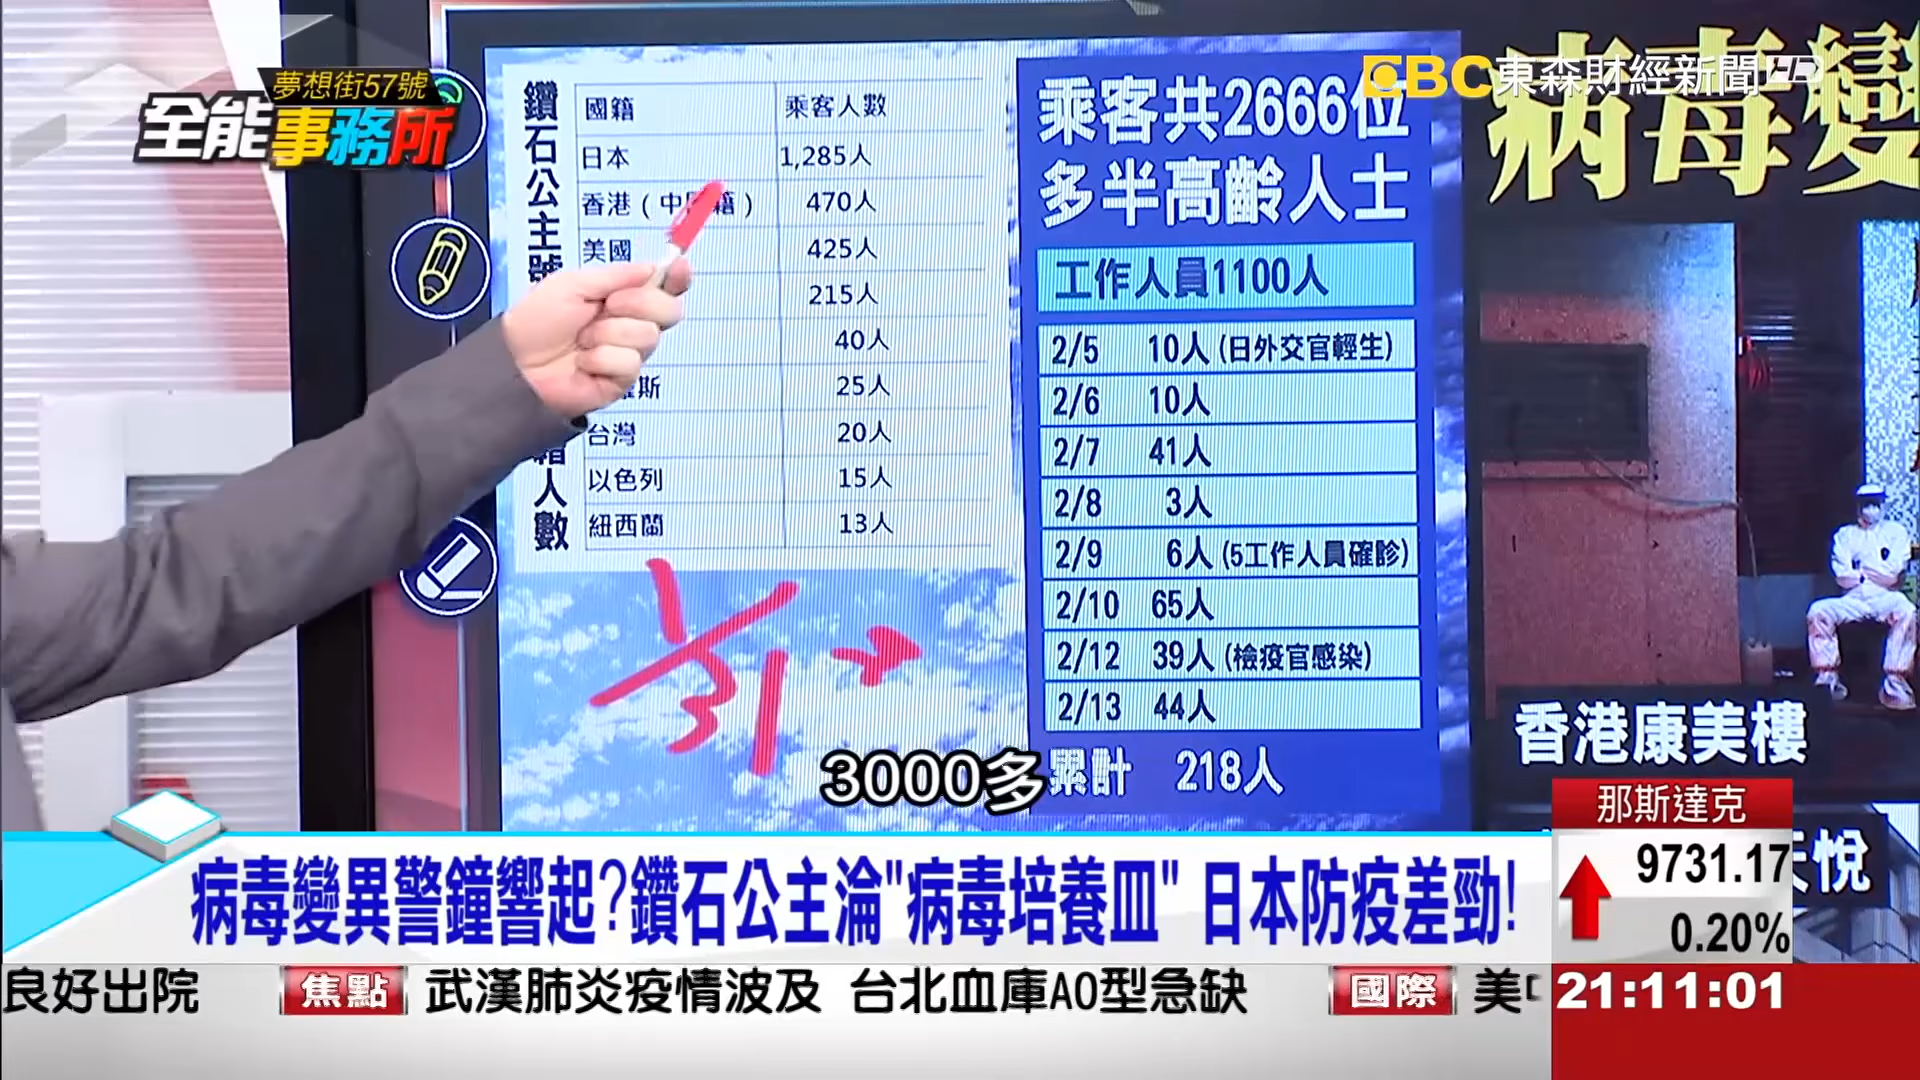 夢想街57號
全能事務所
EBC東森財經新聞HD
病毒變
鑽石公主號
籍人數
國籍 乘客人數
日本 1,285人
香港(中國籍) 470人
美國 425人
215人
40人
斯 25人
台灣 20人
以色列 15人
紐西蘭 13人
1/31
乘客共2666位
多半高齡人士
工作人員1100人
2/5 10人(日外交官輕生)
2/6 10人
2/7 41人
2/8 3人
2/9 6人(5工作人員確診)
2/10 65人
2/12 39人(檢疫官感染)
2/13 44人
累計 218人
3000多
香港康美樓
天悅
那斯達克
9731.17
0.20%
病毒變異警鐘響起?鑽石公主淪"病毒培養皿" 日本防疫差勁!
良好出院 焦點 武漢肺炎疫情波及 台北血庫AO型急缺 國際 美中
21:11:01